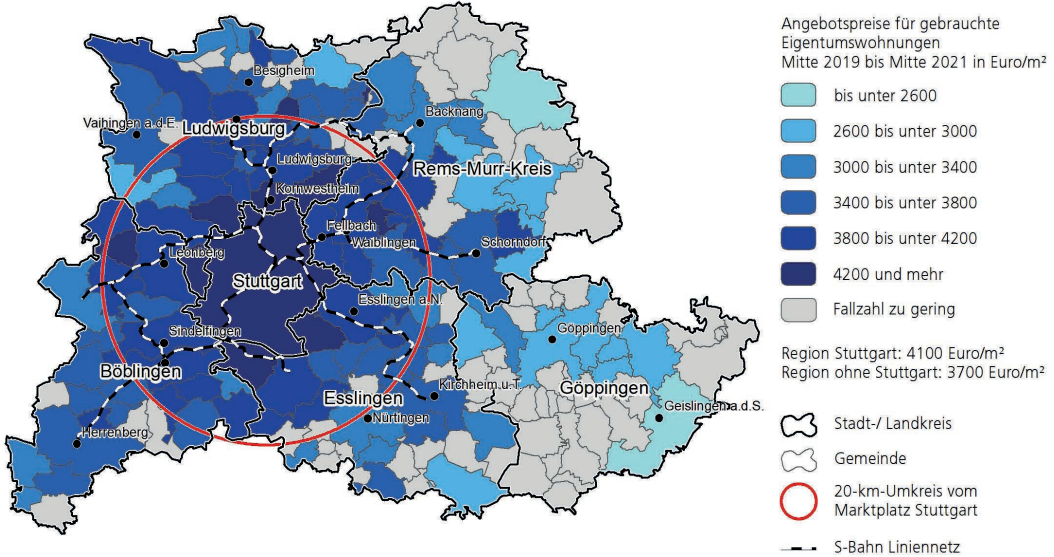 Angebotspreise für gebrauchte
Eigentumswohnungen
Mitte 2019 bis Mitte 2021 in Euro/m²
bis unter 2600
2600 bis unter 3000
3000 bis unter 3400
3400 bis unter 3800
3800 bis unter 4200
4200 und mehr
Fallzahl zu gering
Region Stuttgart: 4100 Euro/m²
Region ohne Stuttgart: 3700 Euro/m²
Stadt-/ Landkreis
Gemeinde
20-km-Umkreis vom
Marktplatz Stuttgart
S-Bahn Liniennetz
Besigheim
Backnang
Vaihingen a.d.E.
Ludwigsburg
Ludwigsburg
Rems-Murr-Kreis
Kornwestheim
Fellbach
Waiblingen
Schorndorf
Leonberg
Stuttgart
Esslingen a.N.
Göppingen
Sindelfingen
Böblingen
Kirchheim u.T.
Göppingen
Esslingen
Nürtingen
Geislingen a.d.S.
Herrenberg